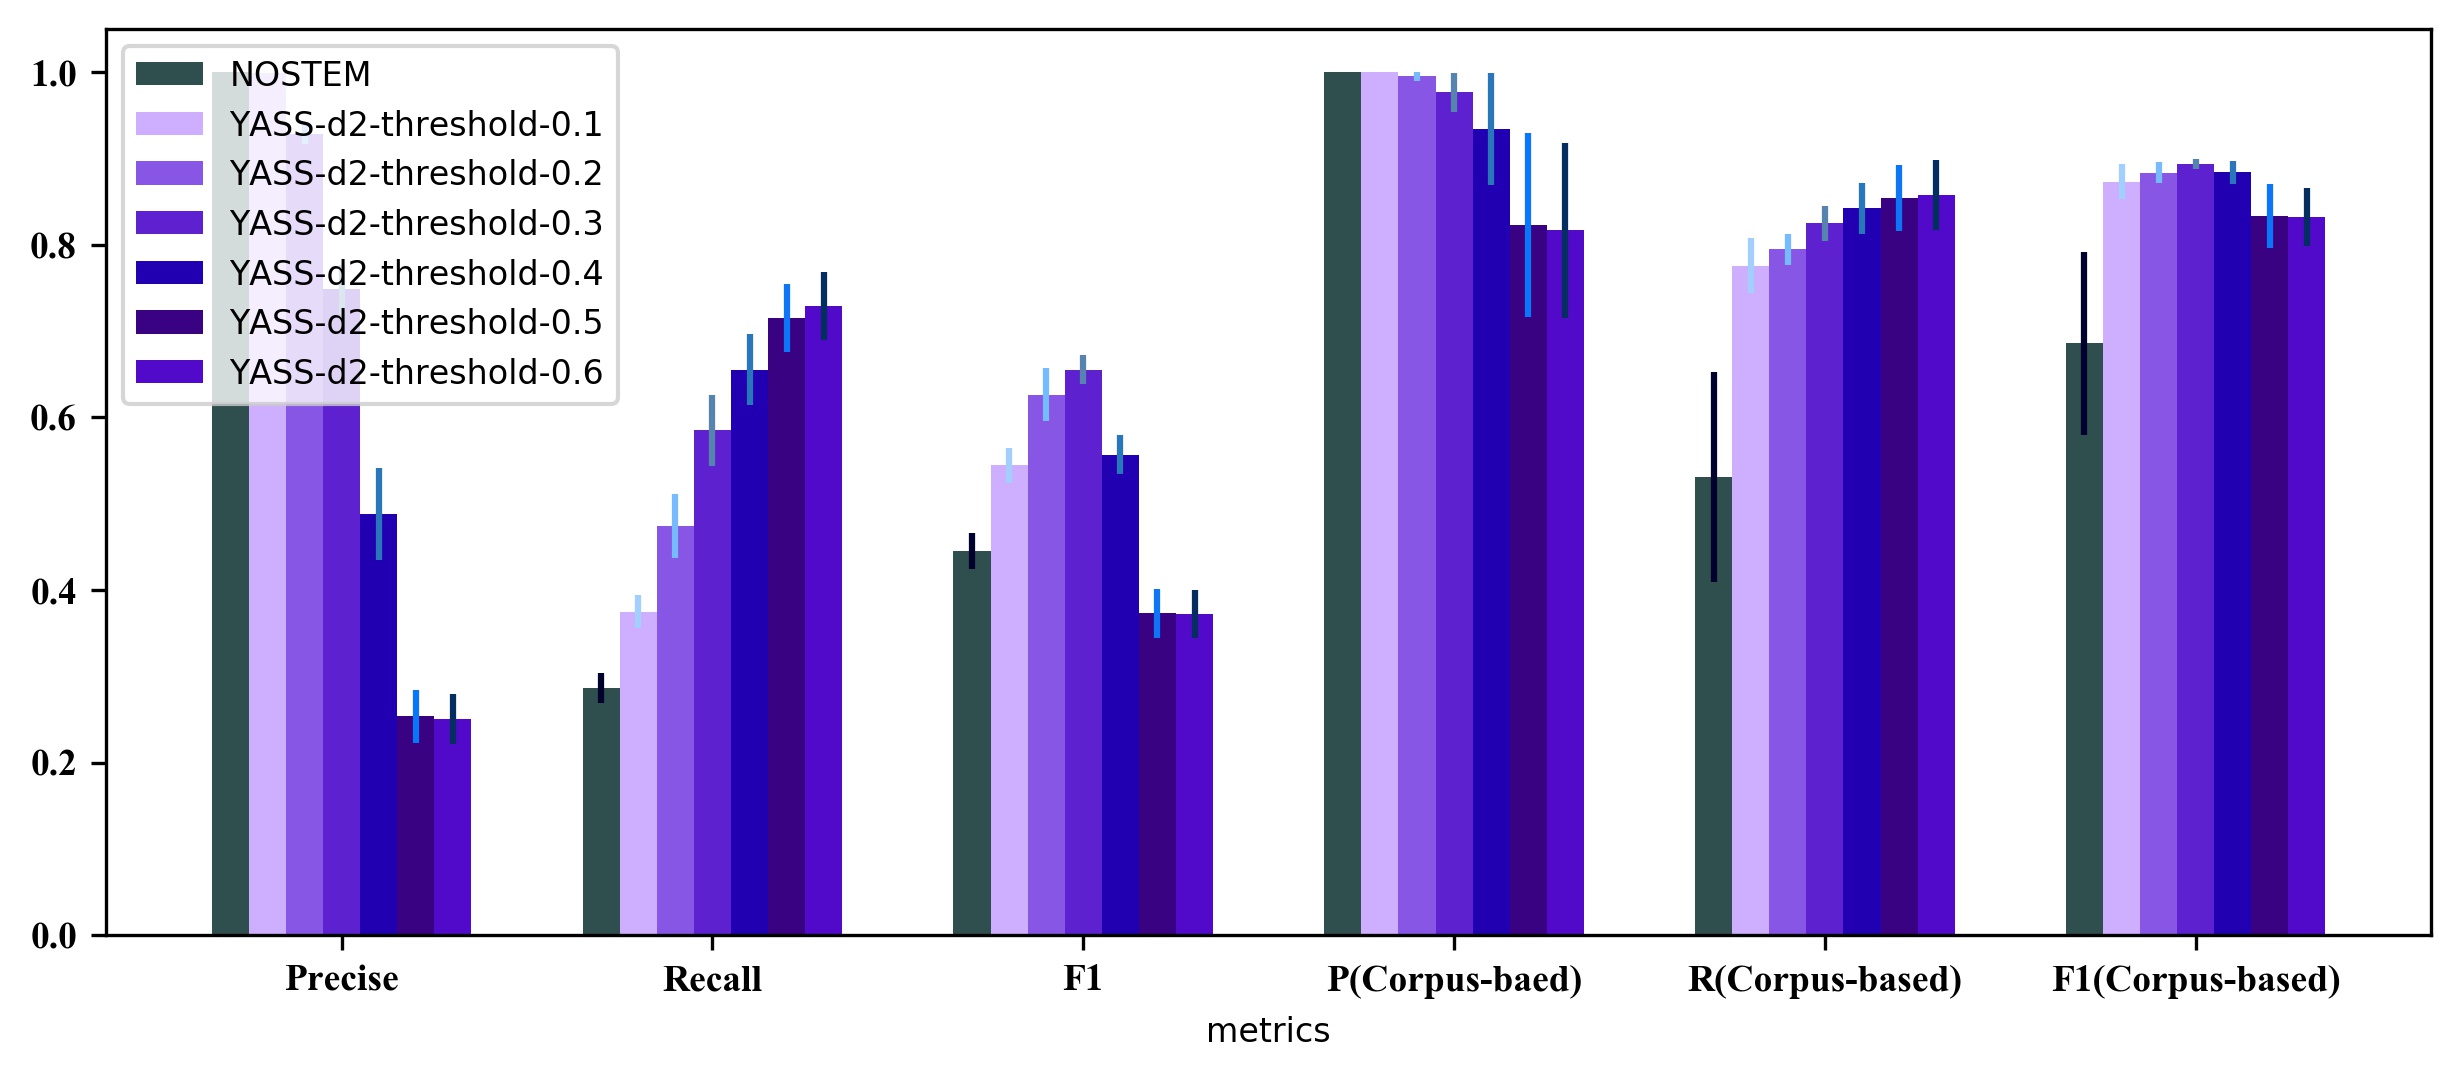 1.0
0.8
0.6
0.4
0.2
0.0
NOSTEM
YASS-d2-threshold-0.1
YASS-d2-threshold-0.2
YASS-d2-threshold-0.3
YASS-d2-threshold-0.4
YASS-d2-threshold-0.5
YASS-d2-threshold-0.6
Precise Recall F1 P(Corpus-baed) R(Corpus-based) F1(Corpus-based)
metrics